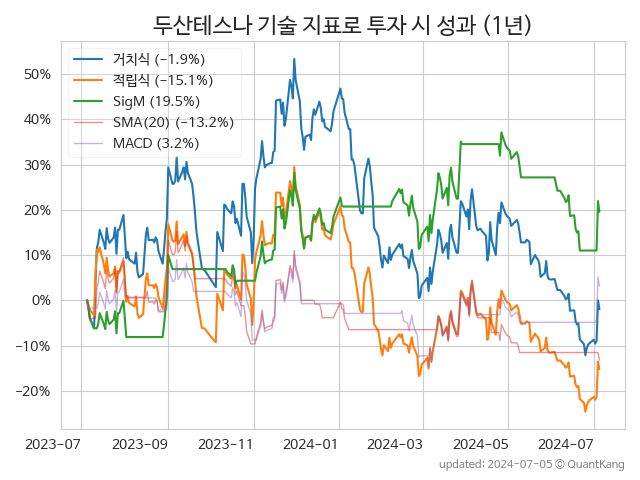 두산테스나 기술 지표로 투자 시 성과 (1년)
거치식 (−1.9%)
적립식 (−15.1%)
SigM (19.5%)
SMA(20) (−13.2%)
MACD (3.2%)
50%
40%
30%
20%
10%
0%
−10%
−20%
2023−07
2023−09
2023−11
2024−01
2024−03
2024−05
2024−07
updated: 2024−07−05 © QuantKang